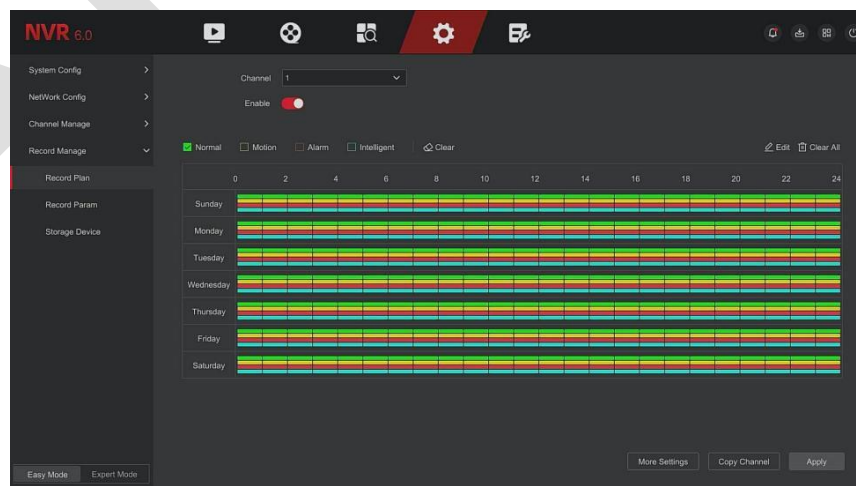 NVR 6.0
System Config
NetWork Config
Channel Manage
Record Manage
Record Plan
Record Param
Storage Device
Easy Mode Expert Mode
Channel 1
Enable
Normal Motion Alarm Intelligent Clear Edit Clear All
0 2 4 6 8 10 12 14 16 18 20 22 24
Sunday
Monday
Tuesday
Wednesday
Thursday
Friday
Saturday
More Settings Copy Channel Apply